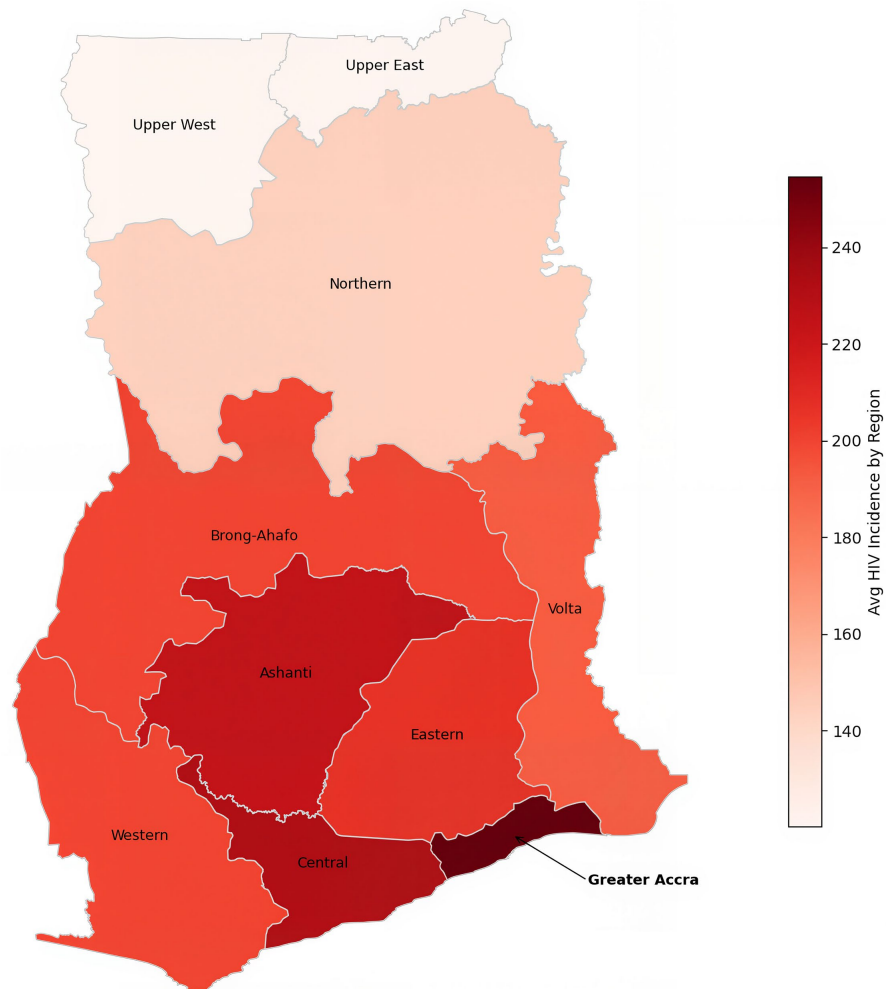 Upper East
Upper West
Northern
Brong-Ahafo
Volta
Ashanti
Eastern
Western
Central
Greater Accra
240
220
200
180
160
140
Avg HIV Incidence by Region